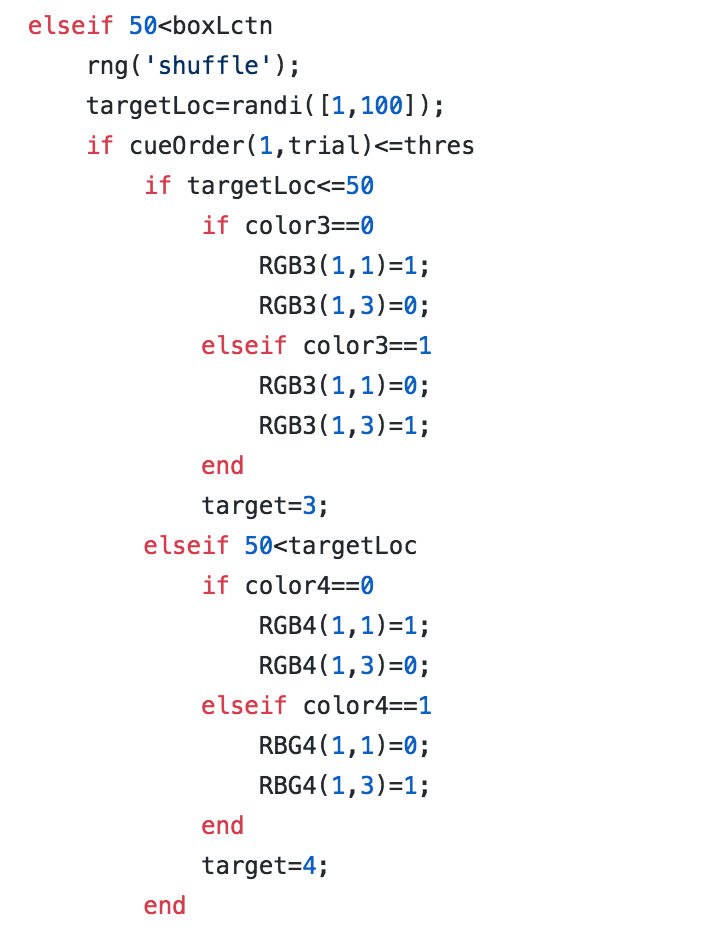 elseif 50<boxLctn
rng('shuffle');
targetLoc=randi([1,100]);
if cueOrder(1,trial)<=thres
if targetLoc<=50
if color3==0
RGB3(1,1)=1;
RGB3(1,3)=0;
elseif color3==1
RGB3(1,1)=0;
RGB3(1,3)=1;
end
target=3;
elseif 50<targetLoc
if color4==0
RGB4(1,1)=1;
RGB4(1,3)=0;
elseif color4==1
RBG4(1,1)=0;
RBG4(1,3)=1;
end
target=4;
end